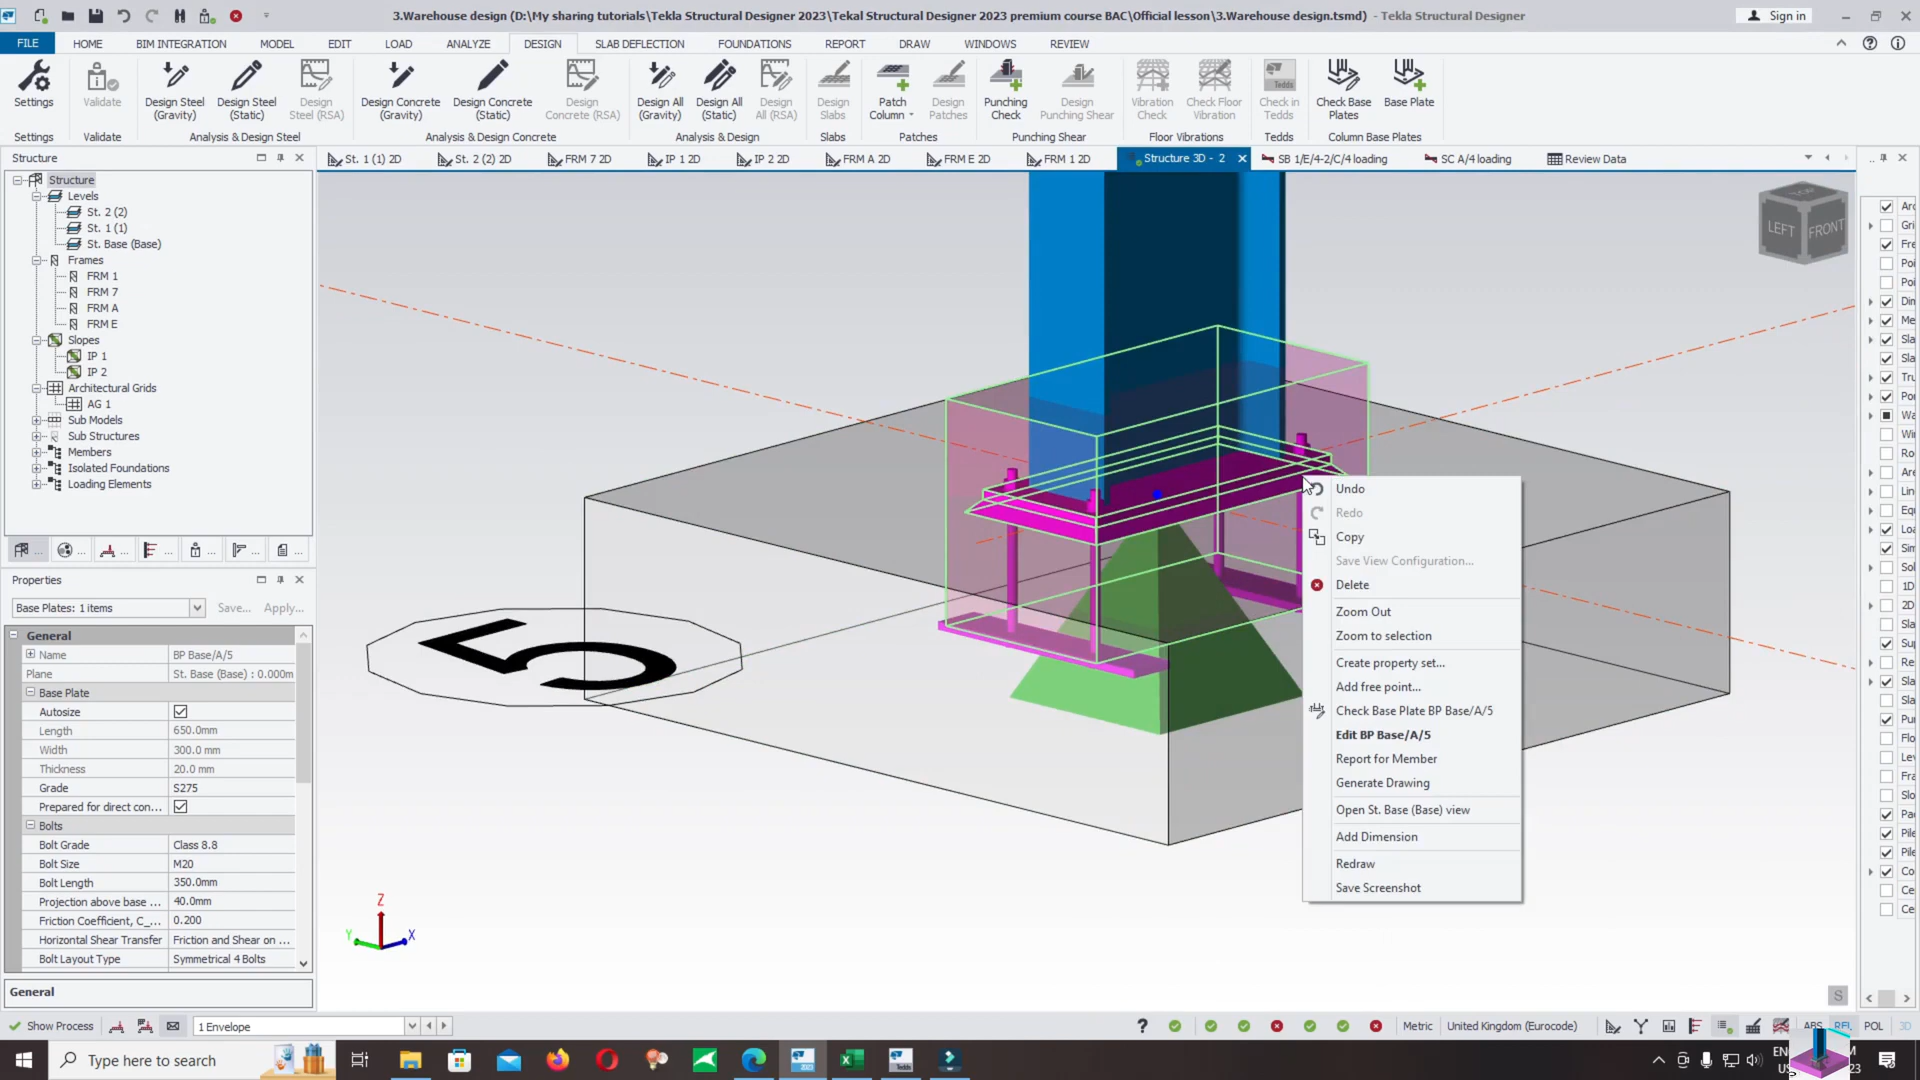 3.Warehouse design (D:\My sharing tutorials\Tekla Structural Designer 2023\Tekal Structural Designer 2023 premium course BAC\Official lesson\3.Warehouse design.tsmd) - Tekla Structural Designer
Sign in
FILE HOME BIM INTEGRATION MODEL EDIT LOAD ANALYZE DESIGN SLAB DEFLECTION FOUNDATIONS REPORT DRAW WINDOWS REVIEW
Settings Validate Design Steel (Gravity) Design Steel (Static) Design Steel (RSA) Design Concrete (Gravity) Design Concrete (Static) Design Concrete (RSA) Design All (Gravity) Design All (Static) Design All (RSA) Design Slabs Patch Column Design Patches Punching Check Design Punching Shear Vibration Check Check Floor Vibrations Tedds Check in Tedds Check Base Plates Base Plate
Settings Validate Analysis & Design Steel Analysis & Design Concrete Analysis & Design Slabs Patches Punching Shear Floor Vibrations Tedds Column Base Plates
Structure
St. 1 (1) 2D St. 2 (2) 2D FRM 7 2D IP 1 2D IP 2 2D FRM A 2D FRM E 2D FRM 1 2D Structure 3D - 2 SB 1/E/4-2/C/4 loading SC A/4 loading Review Data
Structure
Levels
St. 2 (2)
St. 1 (1)
St. Base (Base)
Frames
FRM 1
FRM 7
FRM A
FRM E
Slopes
IP 1
IP 2
Architectural Grids
AG 1
Sub Models
Sub Structures
Members
Isolated Foundations
Loading Elements
Properties
Base Plates: 1 items Save... Apply...
General
Name BP Base/A/5
Plane St. Base (Base) : 0.000m
Base Plate
Autosize
Length 650.0mm
Width 300.0 mm
Thickness 20.0 mm
Grade S275
Prepared for direct con...
Bolts
Bolt Grade Class 8.8
Bolt Size M20
Bolt Length 350.0mm
Projection above base ... 40.0mm
Friction Coefficient, C_... 0.200
Horizontal Shear Transfer Friction and Shear on ...
Bolt Layout Type Symmetrical 4 Bolts
General
TOP
LEFT
FRONT
5
Z
Y
X
Undo
Redo
Copy
Save View Configuration...
Delete
Zoom Out
Zoom to selection
Create property set...
Add free point...
Check Base Plate BP Base/A/5
Edit BP Base/A/5
Report for Member
Generate Drawing
Open St. Base (Base) view
Add Dimension
Redraw
Save Screenshot
S
Show Process 1 Envelope ? Metric United Kingdom (Eurocode) ABS REL POL 3D
Type here to search